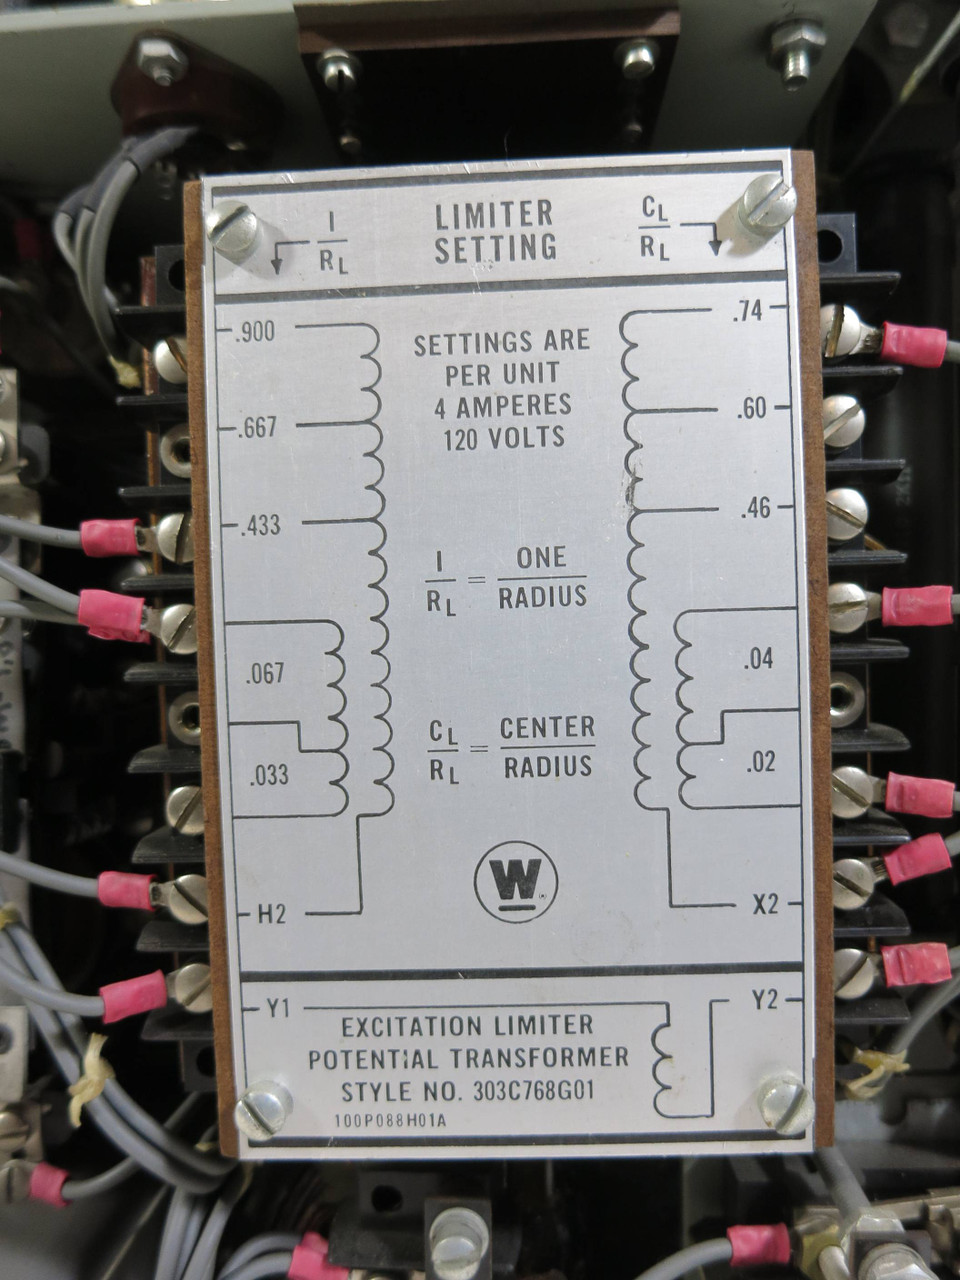 I
RL
LIMITER
SETTING
CL
RL
.900
.667
.433
.067
.033
H2
SETTINGS ARE
PER UNIT
4 AMPERES
120 VOLTS
I
RL
=
ONE
RADIUS
CL
RL
=
CENTER
RADIUS
W
.74
.60
.46
.04
.02
X2
Y1
Y2
EXCITATION LIMITER
POTENTIAL TRANSFORMER
STYLE NO. 303C768G01
100P088H01A